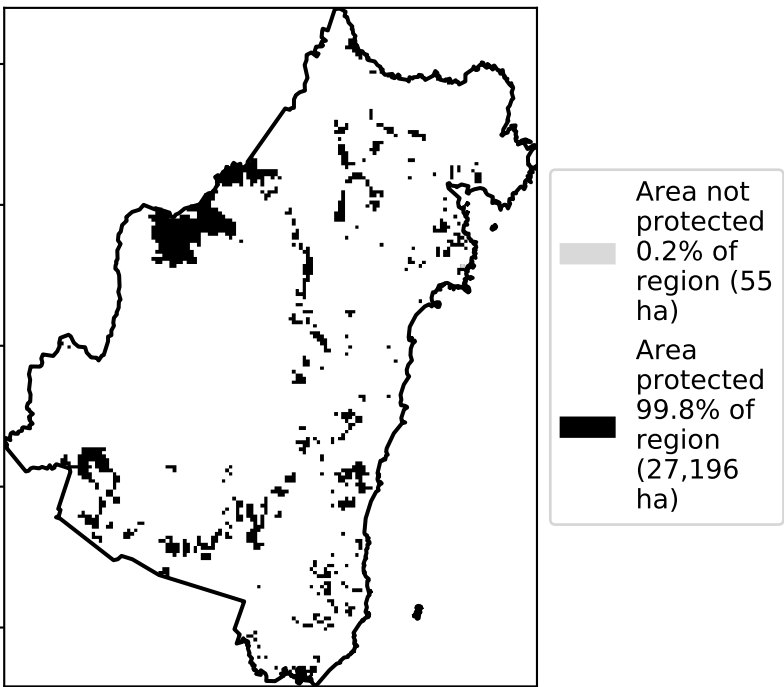 Area not
protected
0.2% of
region (55
ha)
Area
protected
99.8% of
region
(27,196
ha)